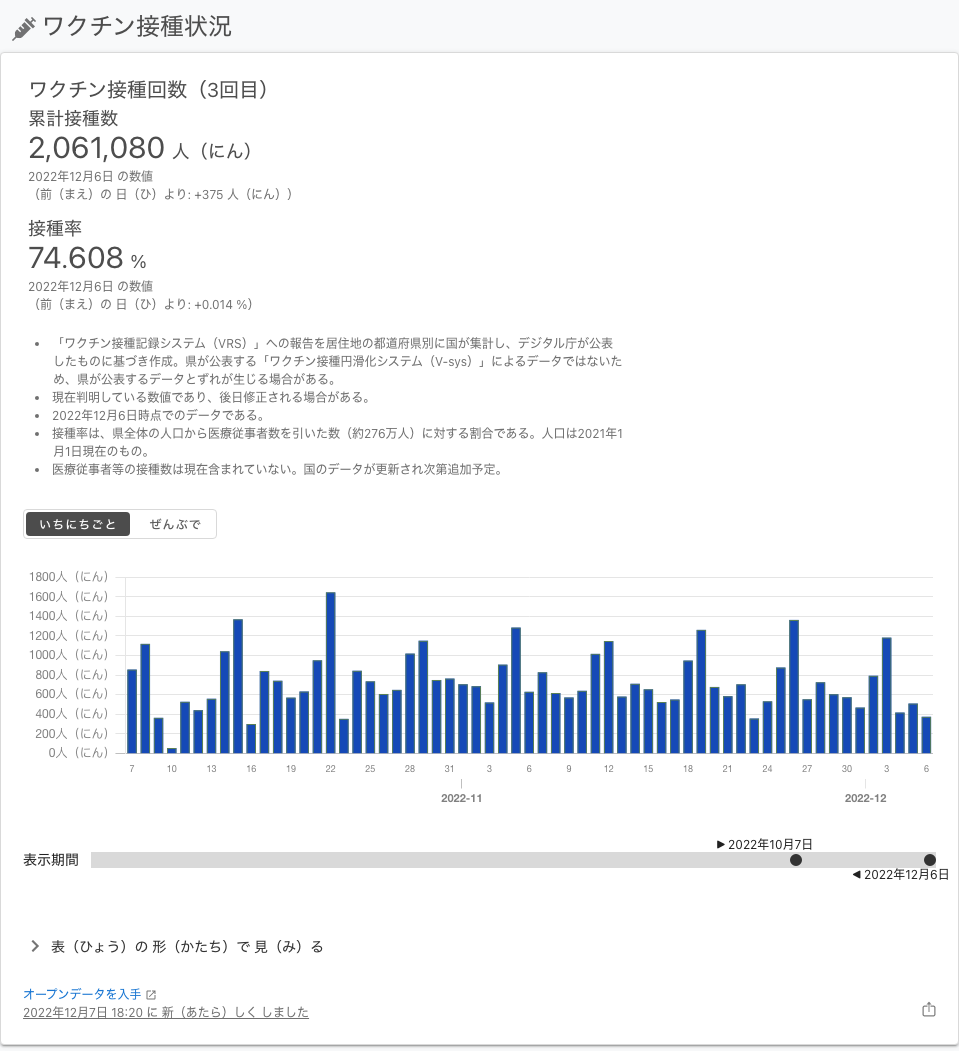 ワクチン接種状況
ワクチン接種回数（3回目）
累計接種数
2,061,080 人（にん）
2022年12月6日 の数値
（前（まえ）の 日（ひ）より: +375 人（にん））
接種率
74.608 %
2022年12月6日 の数値
（前（まえ）の 日（ひ）より: +0.014 %）
• 「ワクチン接種記録システム（VRS）」への報告を居住地の都道府県別に国が集計し、デジタル庁が公表
したものに基づき作成。県が公表する「ワクチン接種円滑化システム（V-sys）」によるデータではないた
め、県が公表するデータとずれが生じる場合がある。
• 現在判明している数値であり、後日修正される場合がある。
• 2022年12月6日時点でのデータである。
• 接種率は、県全体の人口から医療従事者数を引いた数（約276万人）に対する割合である。人口は2021年1
月1日現在のもの。
• 医療従事者等の接種数は現在含まれていない。国のデータが更新され次第追加予定。
いちにちごと ぜんぶで
1800人（にん）
1600人（にん）
1400人（にん）
1200人（にん）
1000人（にん）
800人（にん）
600人（にん）
400人（にん）
200人（にん）
0人（にん）
7 10 13 16 19 22 25 28 31 3 6 9 12 15 18 21 24 27 30 3 6
2022-11 2022-12
2022年10月7日
表示期間
2022年12月6日
表（ひょう）の 形（かたち）で 見（み）る
オープンデータを入手
2022年12月7日 18:20 に 新（あたら）しく しました